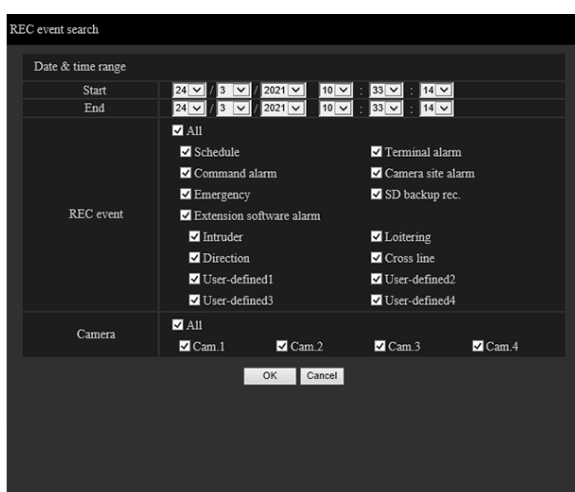 REC event search
Date & time range
Start 24 / 3 / 2021 10 : 33 : 14
End 24 / 3 / 2021 10 : 33 : 14
All
Schedule Terminal alarm
Command alarm Camera site alarm
Emergency SD backup rec.
REC event Extension software alarm
Intruder Loitering
Direction Cross line
User-defined1 User-defined2
User-defined3 User-defined4
Camera All
Cam.1 Cam.2 Cam.3 Cam.4
OK Cancel